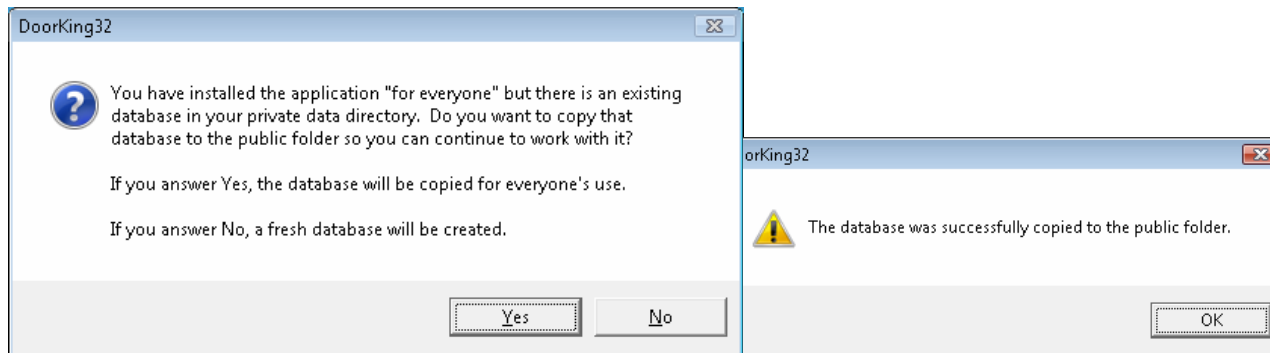 DoorKing32
You have installed the application "for everyone" but there is an existing
database in your private data directory. Do you want to copy that
database to the public folder so you can continue to work with it?
If you answer Yes, the database will be copied for everyone's use.
If you answer No, a fresh database will be created.
Yes
No
orKing32
The database was successfully copied to the public folder.
OK